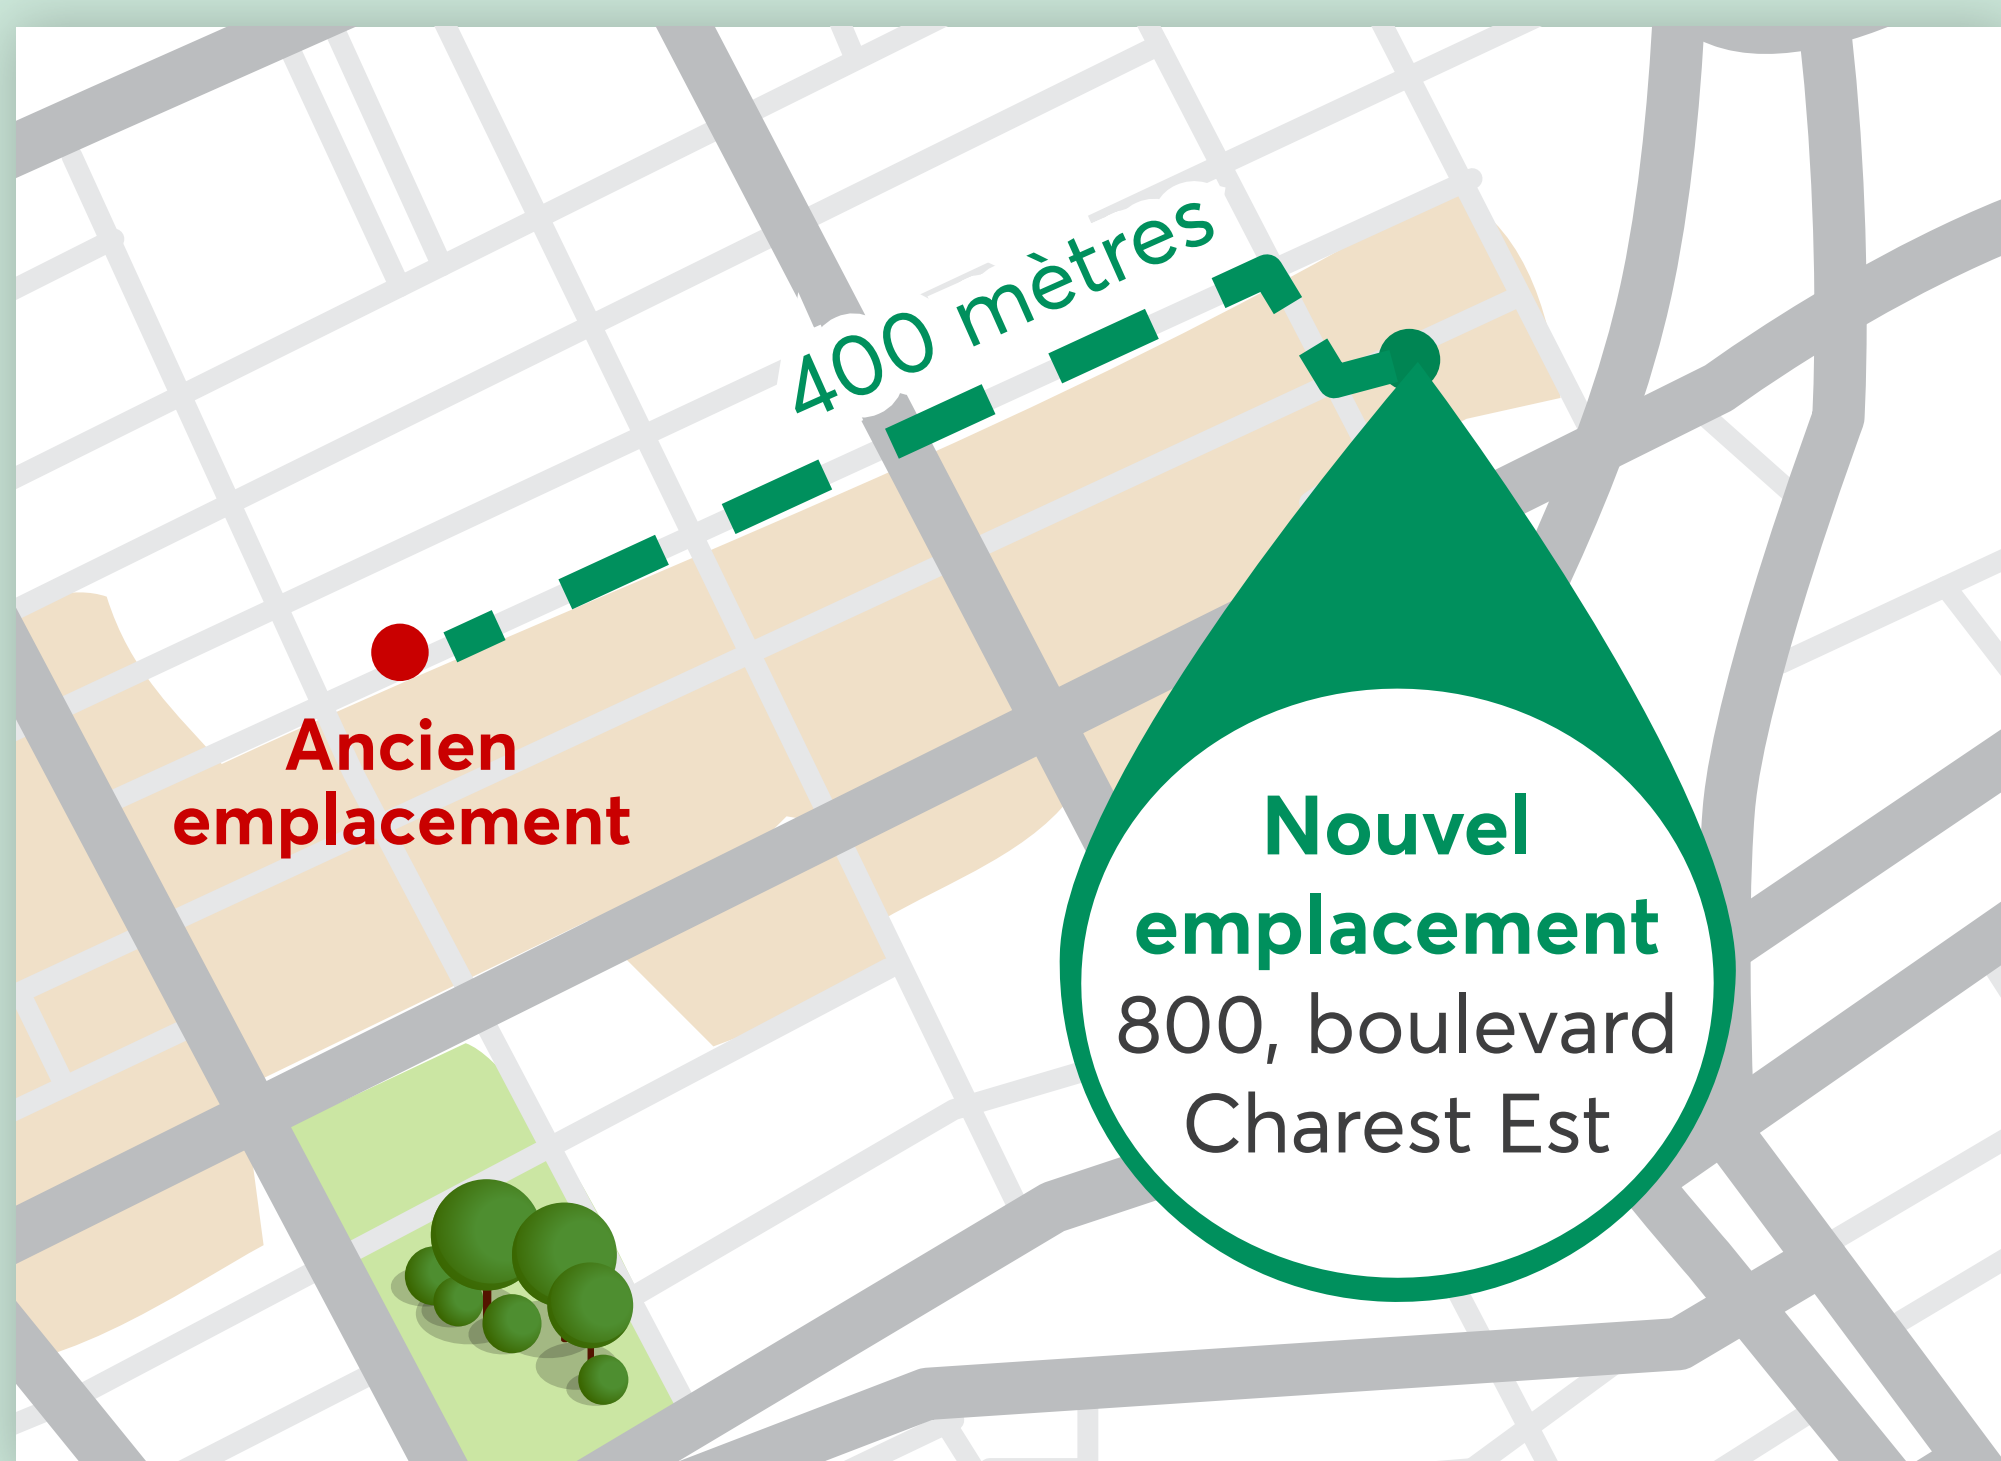 400 mètres
Ancien
emplacement
Nouvel
emplacement
800, boulevard
Charest Est